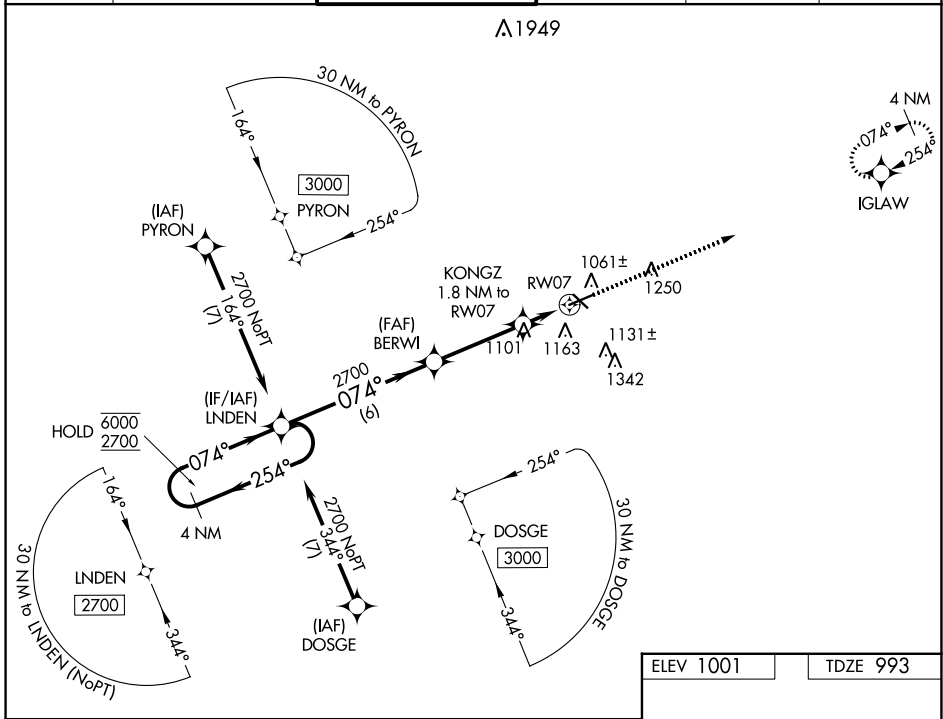 1949
30 NM to PYRON
164°
3000
PYRON
254°
4 NM
074°
254°
IGLAW
(IAF)
PYRON
2700 NoPT
164°
(7)
KONGZ
1.8 NM to
RW07
RW07
1061±
1250
(FAF)
BERWI
1101
1163
1131±
1342
2700
074°
(6)
(IF/IAF)
LNDEN
HOLD
6000
2700
074°
254°
4 NM
2700 NoPT
344°
(7)
(IAF)
DOSGE
164°
LNDEN
2700
344°
30 NM to LNDEN (NoPT)
254°
DOSGE
3000
344°
30 NM to DOSGE
ELEV 1001
TDZE 993